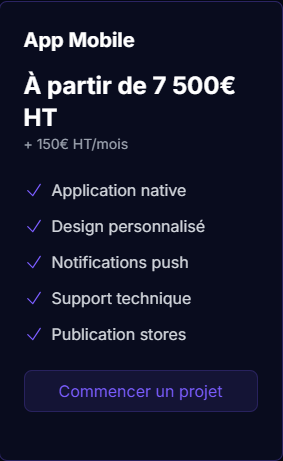 App Mobile
À partir de 7 500€
HT
+ 150€ HT/mois
Application native
Design personnalisé
Notifications push
Support technique
Publication stores
Commencer un projet